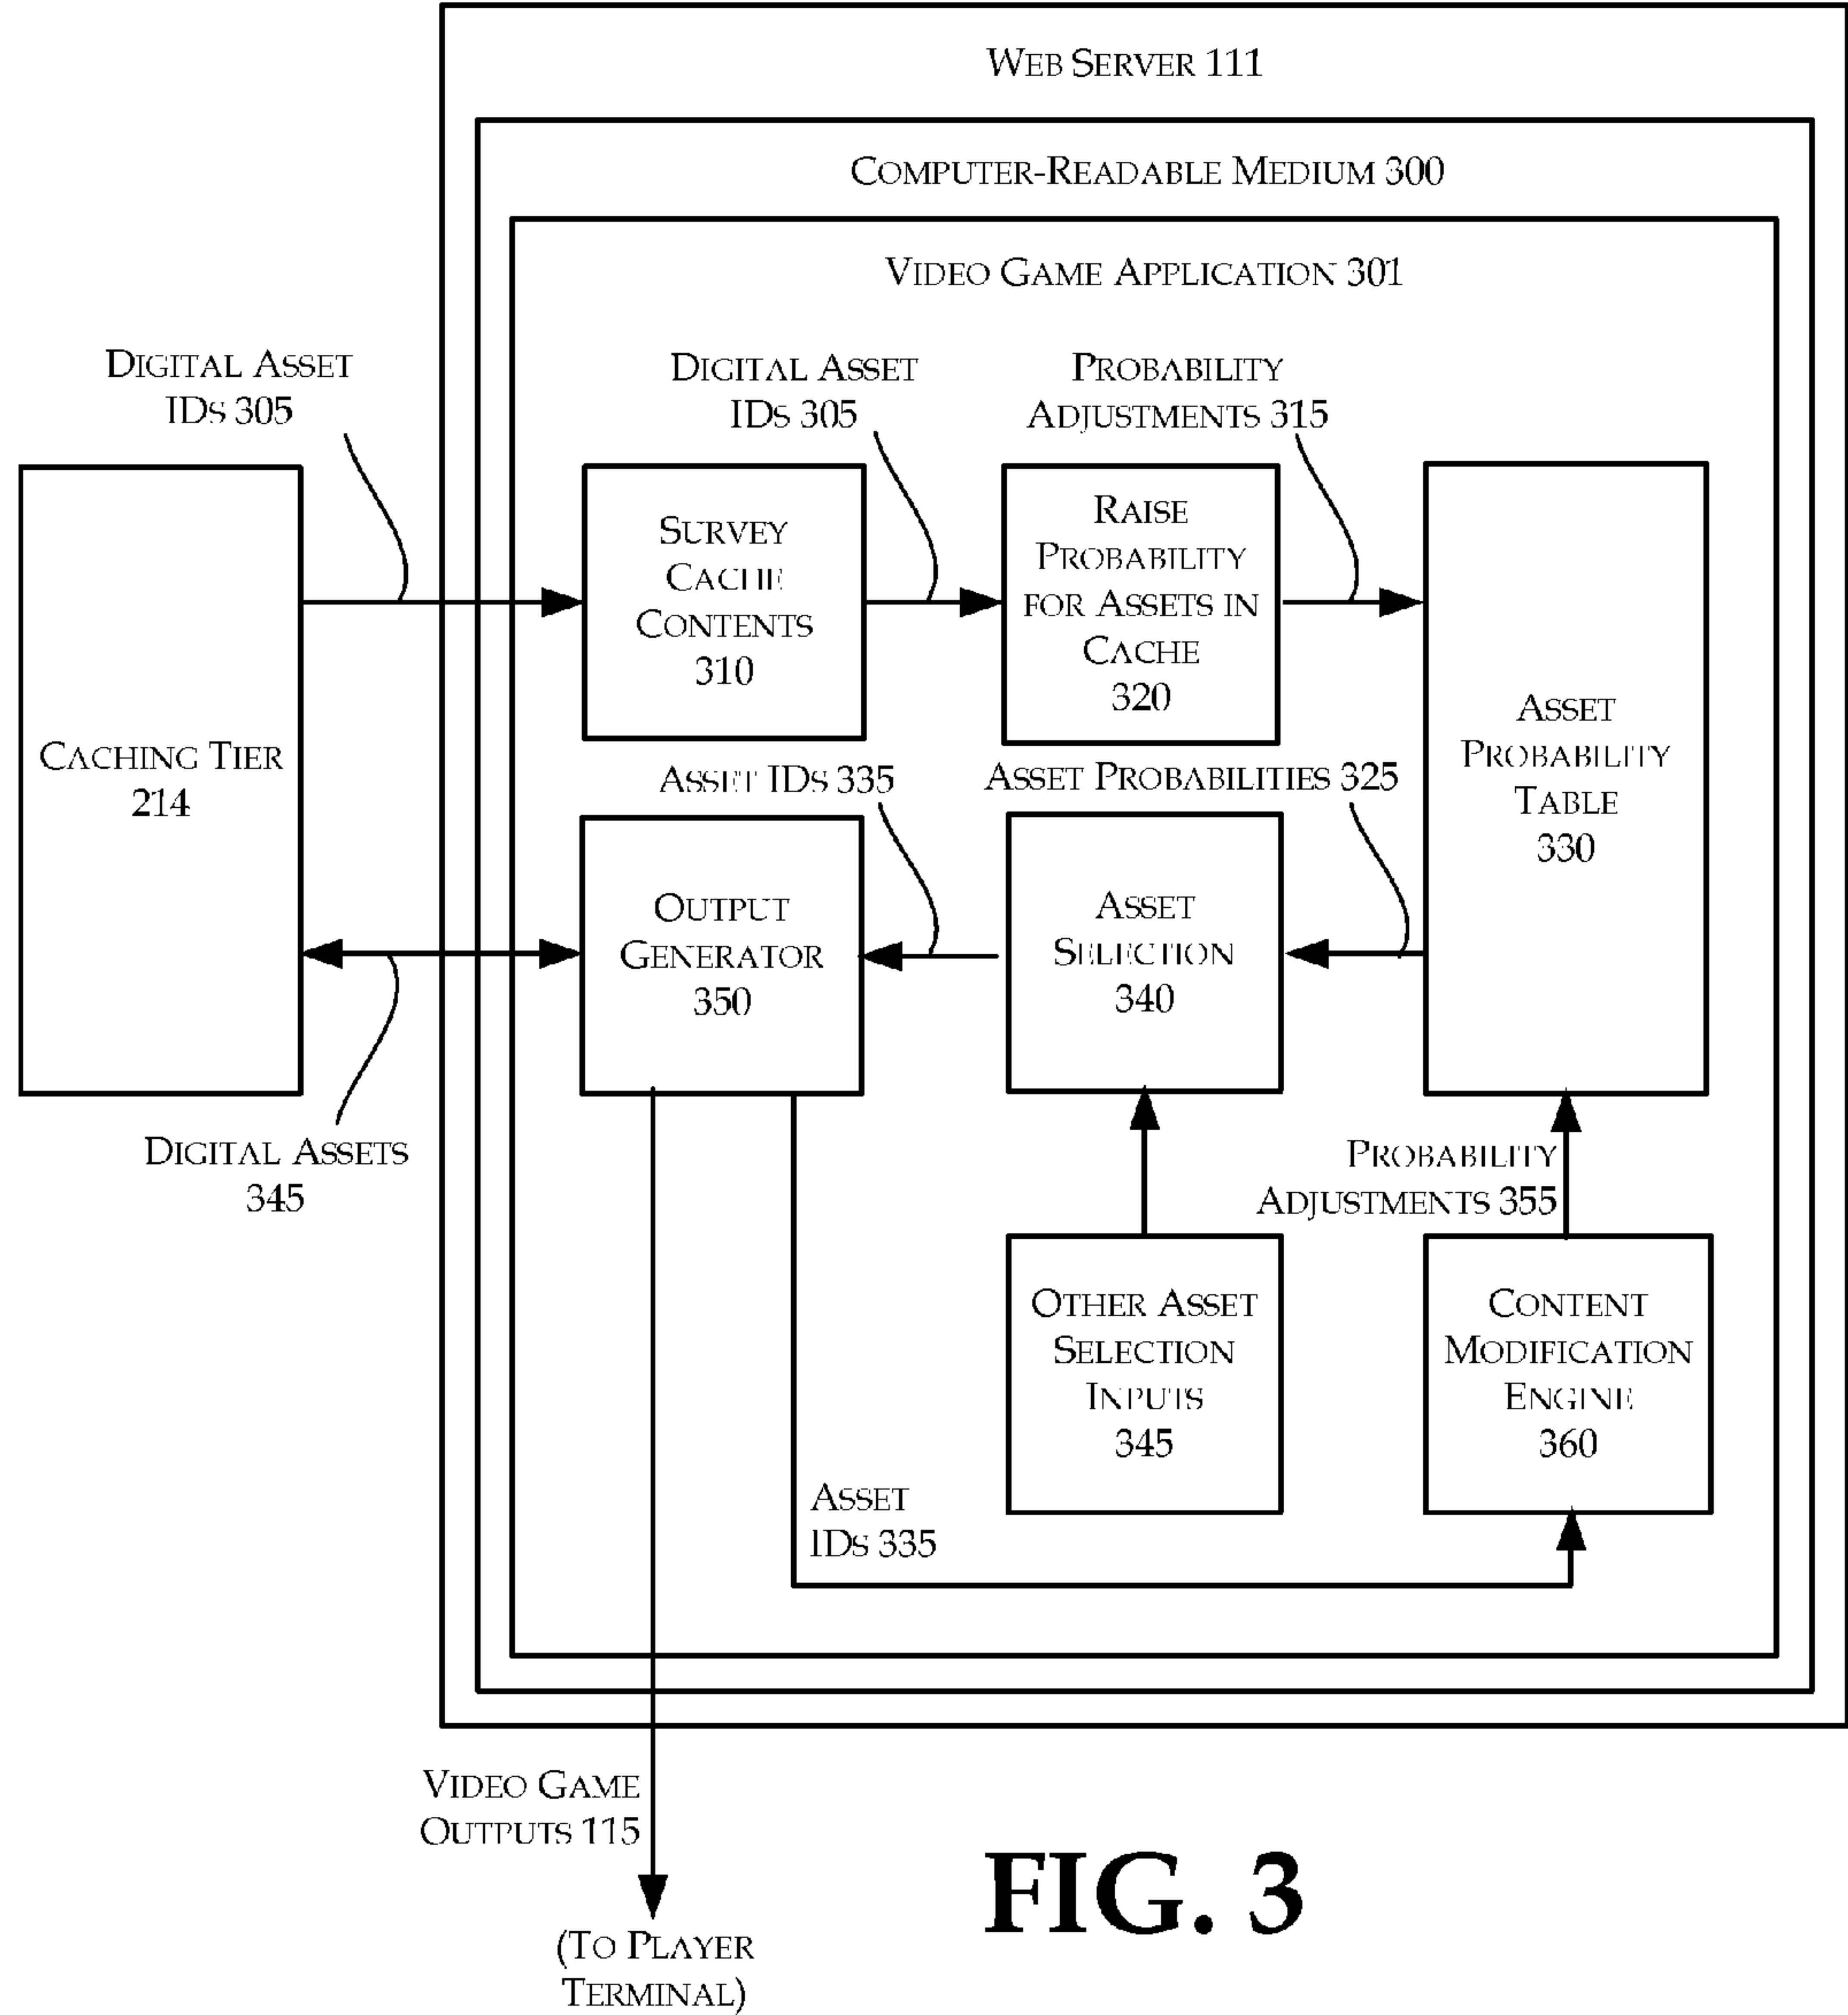 WEB SERVER 111
COMPUTER-READABLE MEDIUM 300
VIDEO GAME APPLICATION 301
DIGITAL ASSET
IDS 305
DIGITAL ASSET
IDS 305
PROBABILITY
ADJUSTMENTS 315
CACHING TIER
214
SURVEY
CACHE
CONTENTS
310
RAISE
PROBABILITY
FOR ASSETS IN
CACHE
320
ASSET
PROBABILITY
TABLE
330
ASSET IDS 335
ASSET PROBABILITIES 325
OUTPUT
GENERATOR
350
ASSET
SELECTION
340
DIGITAL ASSETS
345
PROBABILITY
ADJUSTMENTS 355
OTHER ASSET
SELECTION
INPUTS
345
CONTENT
MODIFICATION
ENGINE
360
ASSET
IDS 335
VIDEO GAME
OUTPUTS 115
(TO PLAYER
TERMINAL)
FIG. 3